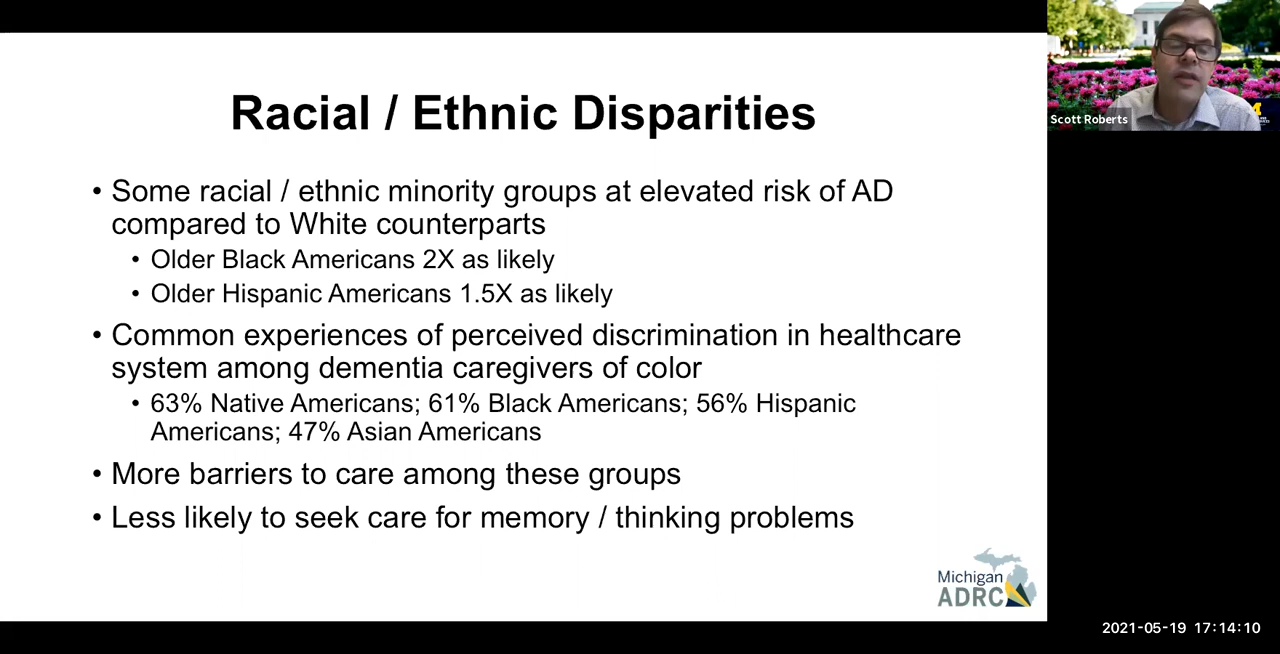 Racial / Ethnic Disparities
• Some racial / ethnic minority groups at elevated risk of AD
compared to White counterparts
• Older Black Americans 2X as likely
• Older Hispanic Americans 1.5X as likely
• Common experiences of perceived discrimination in healthcare
system among dementia caregivers of color
• 63% Native Americans; 61% Black Americans; 56% Hispanic
Americans; 47% Asian Americans
• More barriers to care among these groups
• Less likely to seek care for memory / thinking problems
Michigan
ADRC
Scott Roberts
2021-05-19 17:14:10